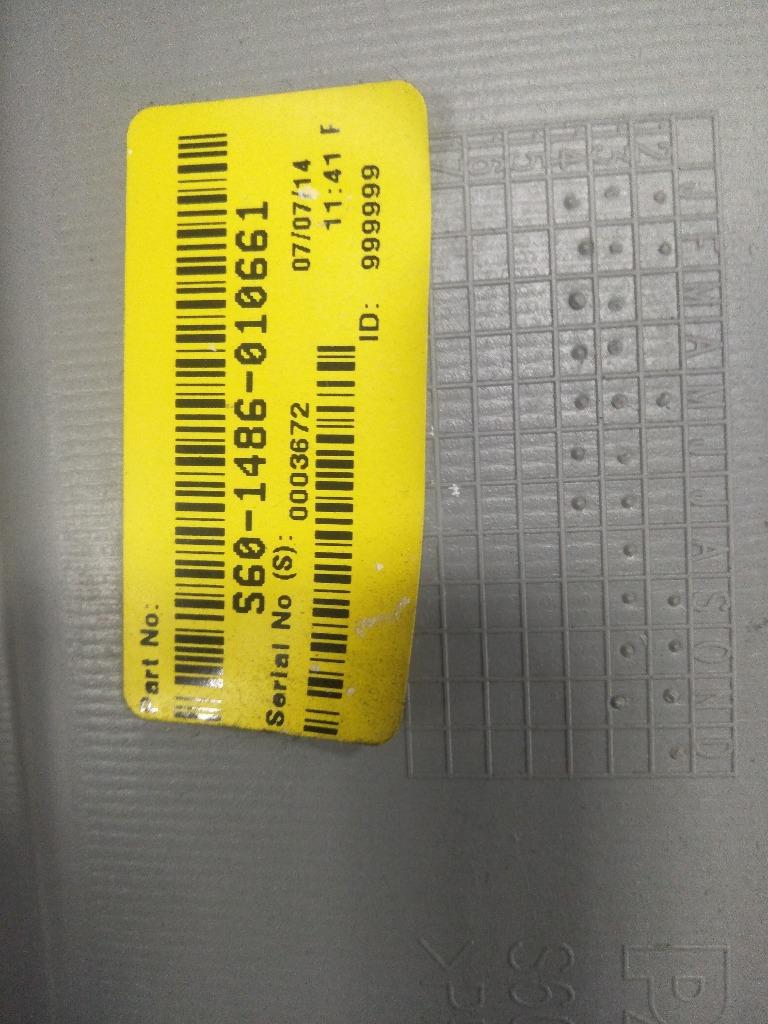 Part No:
S60-1486-010661
Serial No (S): 0003672
07/07/14
11:41
ID: 999999
J F M A M J J A S O N D
12
13
14
15
16